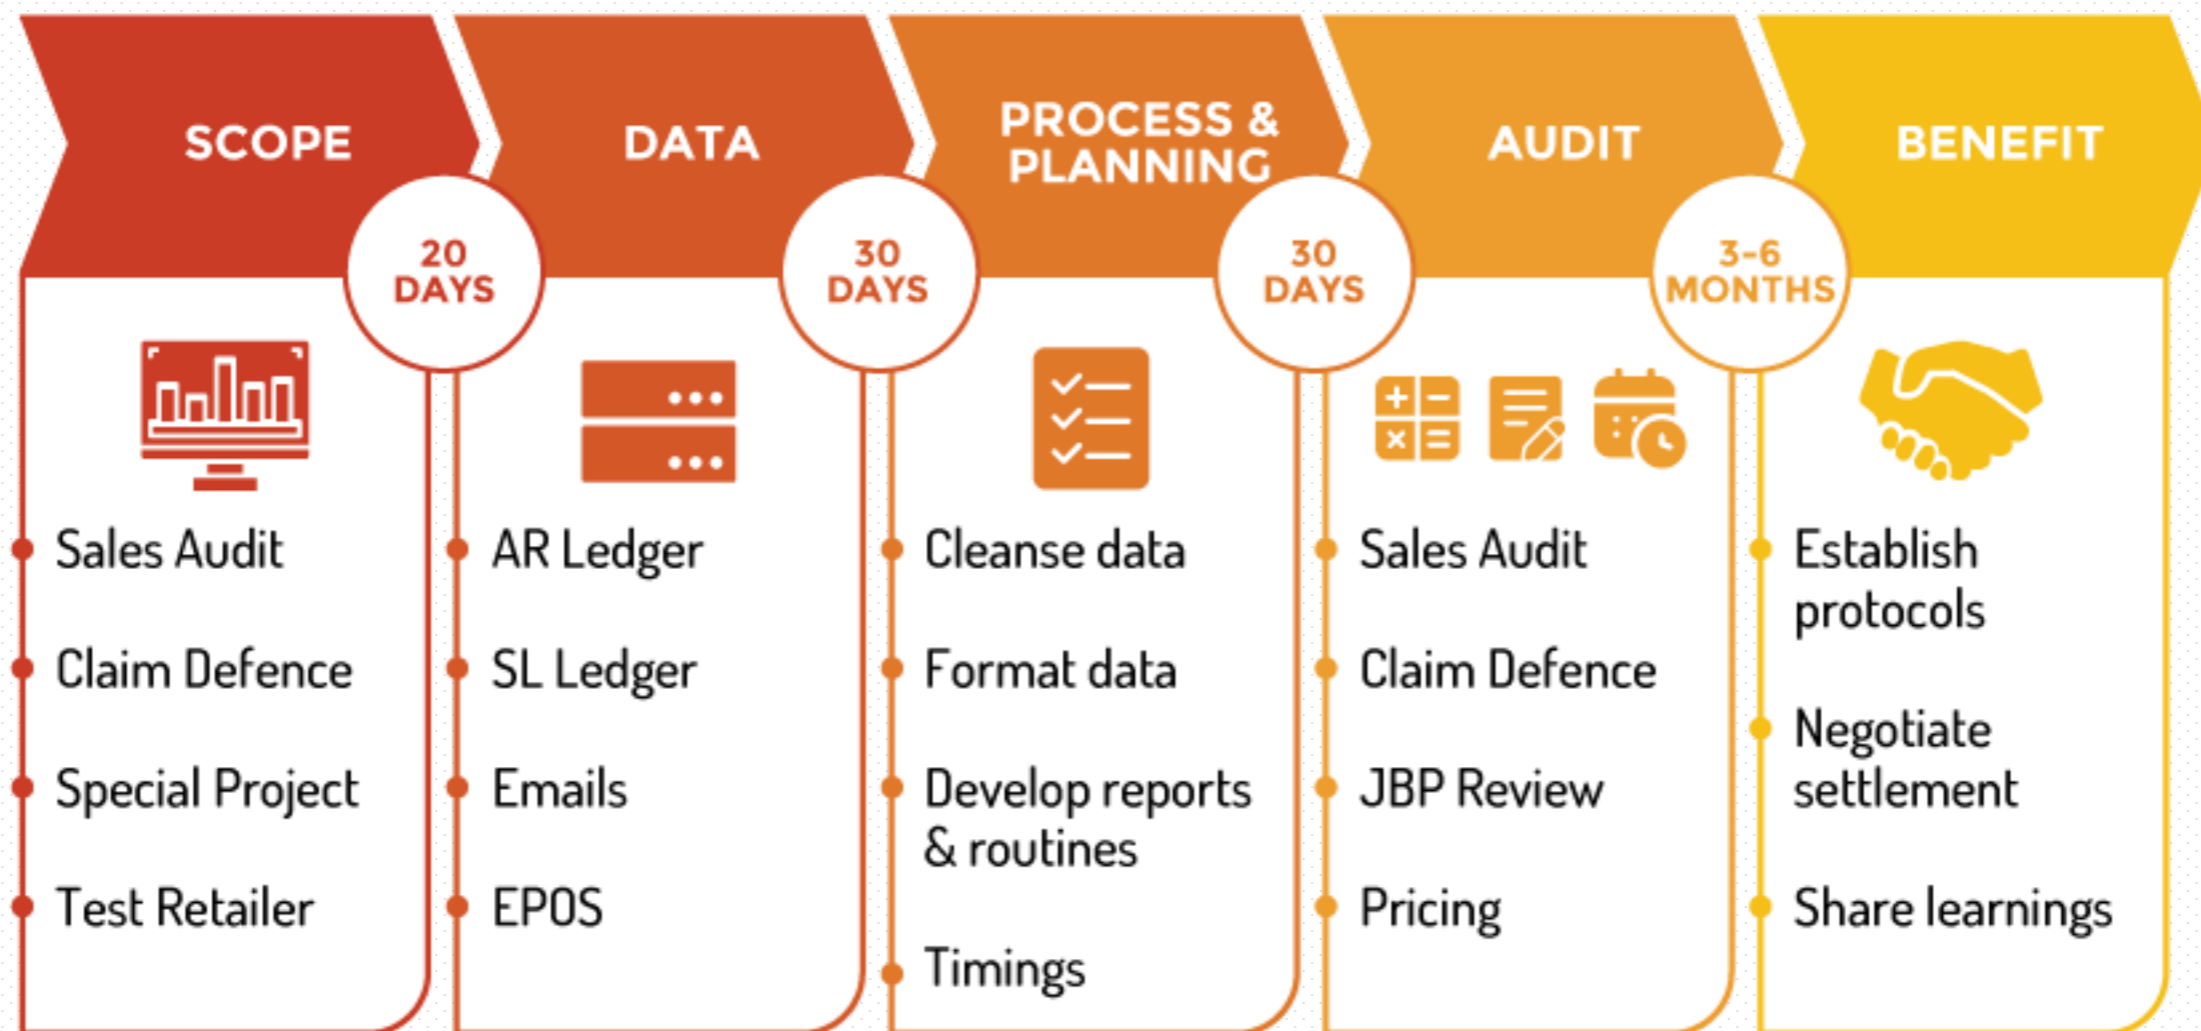 SCOPE
20
DAYS
Sales Audit
Claim Defence
Special Project
Test Retailer
DATA
30
DAYS
AR Ledger
SL Ledger
Emails
EPOS
PROCESS &
PLANNING
30
DAYS
Cleanse data
Format data
Develop reports
& routines
Timings
AUDIT
3-6
MONTHS
Sales Audit
Claim Defence
JBP Review
Pricing
BENEFIT
Establish
protocols
Negotiate
settlement
Share learnings